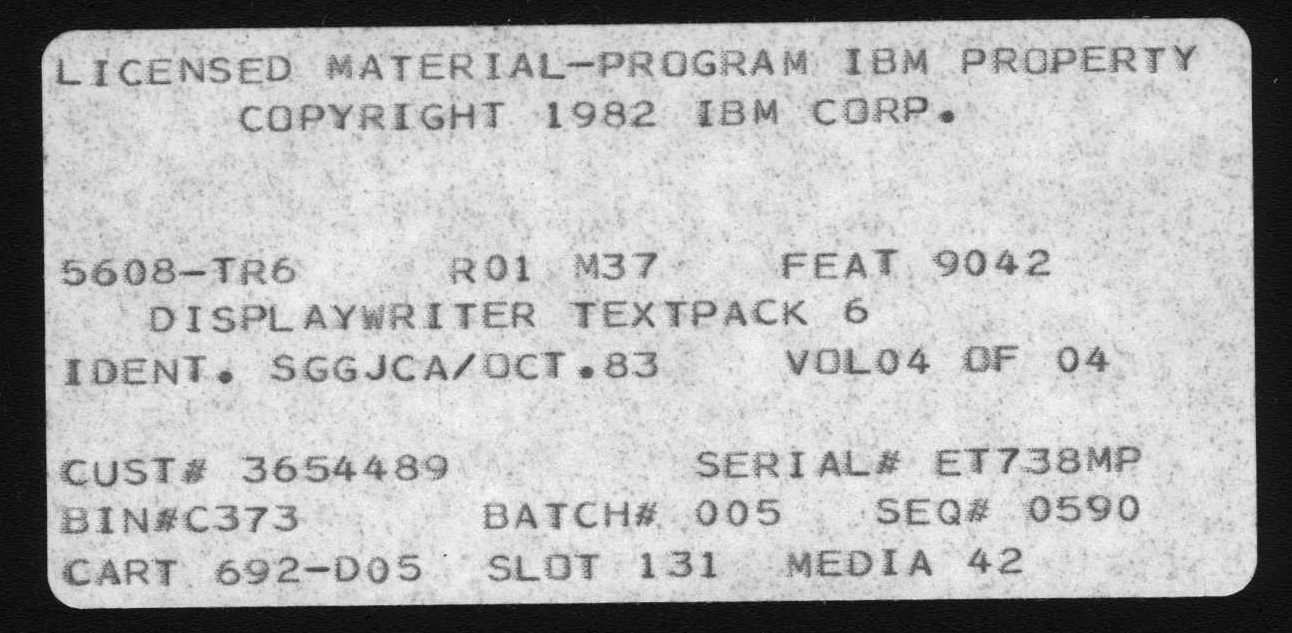 LICENSED MATERIAL-PROGRAM IBM PROPERTY
COPYRIGHT 1982 IBM CORP.
5608-TR6 R01 M37 FEAT 9042
DISPLAYWRITER TEXTPACK 6
IDENT. SGGJCA/OCT.83 VOL04 OF 04
CUST# 3654489 SERIAL# ET738MP
BIN#C373 BATCH# 005 SEQ# 0590
CART 692-D05 SLOT 131 MEDIA 42